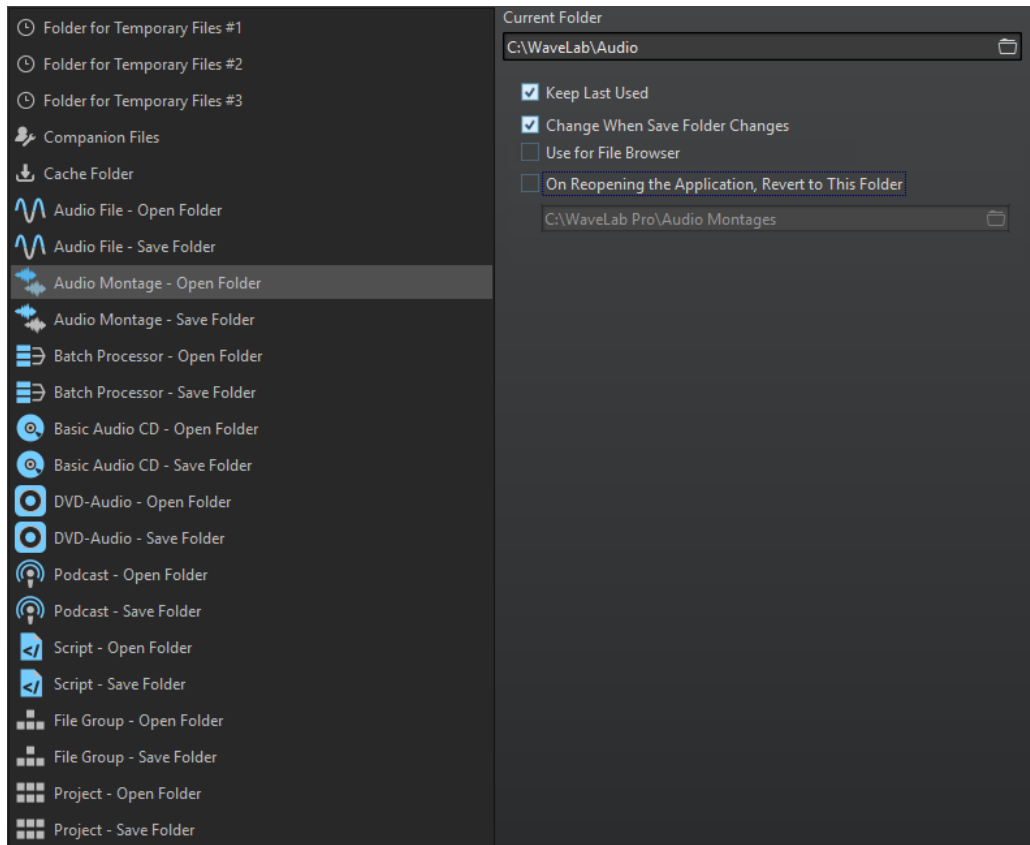 Folder for Temporary Files #1
Folder for Temporary Files #2
Folder for Temporary Files #3
Companion Files
Cache Folder
Audio File - Open Folder
Audio File - Save Folder
Audio Montage - Open Folder
Audio Montage - Save Folder
Batch Processor - Open Folder
Batch Processor - Save Folder
Basic Audio CD - Open Folder
Basic Audio CD - Save Folder
DVD-Audio - Open Folder
DVD-Audio - Save Folder
Podcast - Open Folder
Podcast - Save Folder
Script - Open Folder
Script - Save Folder
File Group - Open Folder
File Group - Save Folder
Project - Open Folder
Project - Save Folder
Current Folder
C:\WaveLab\Audio
Keep Last Used
Change When Save Folder Changes
Use for File Browser
On Reopening the Application, Revert to This Folder
C:\WaveLab Pro\Audio Montages